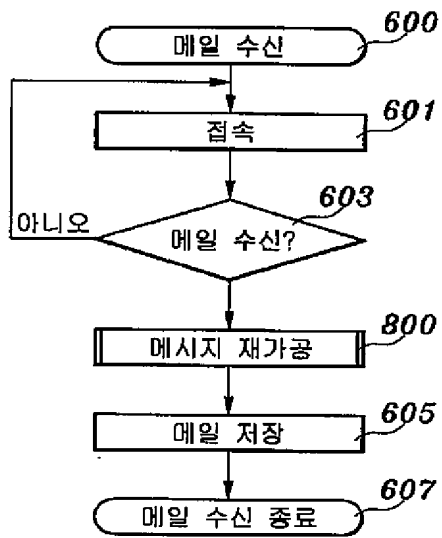 메일 수신 600
접속 601
603
아니오 메일 수신?
메시지 재가공 800
메일 저장 605
메일 수신 종료 607